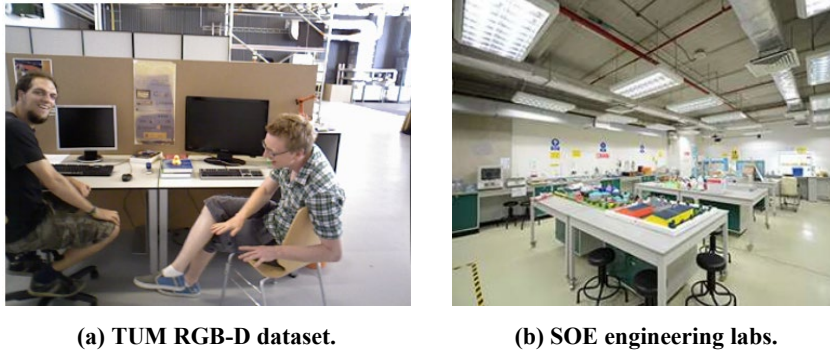 (a) TUM RGB-D dataset.
(b) SOE engineering labs.